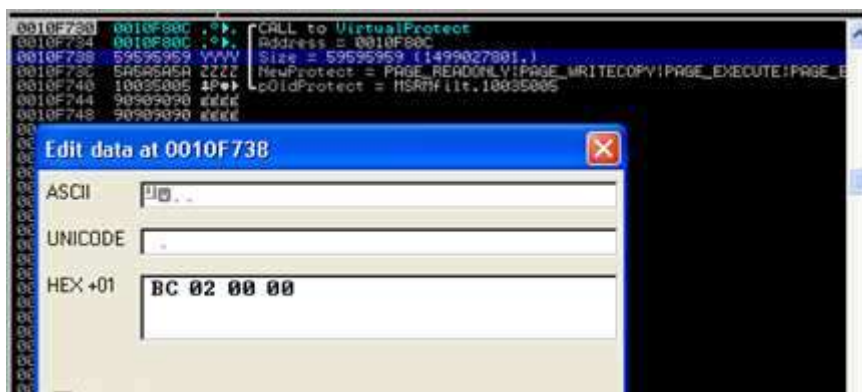 0010F730 0010F80C CALL to VirtualProtect
0010F734 0010F80C Address = 0010F80C
0010F738 59595959 YYYY Size = 59595959 (1499027801.)
0010F73C 5A5A5A5A ZZZZ NewProtect = PAGE_READONLY|PAGE_WRITECOPY|PAGE_EXECUTE|PAGE_E
0010F740 10035005 pOldProtect = MSRMfilt.10035005
0010F744 90909090 ÉÉÉÉ
0010F748 90909090 ÉÉÉÉ
Edit data at 0010F738
ASCII
UNICODE .
HEX +01 BC 02 00 00